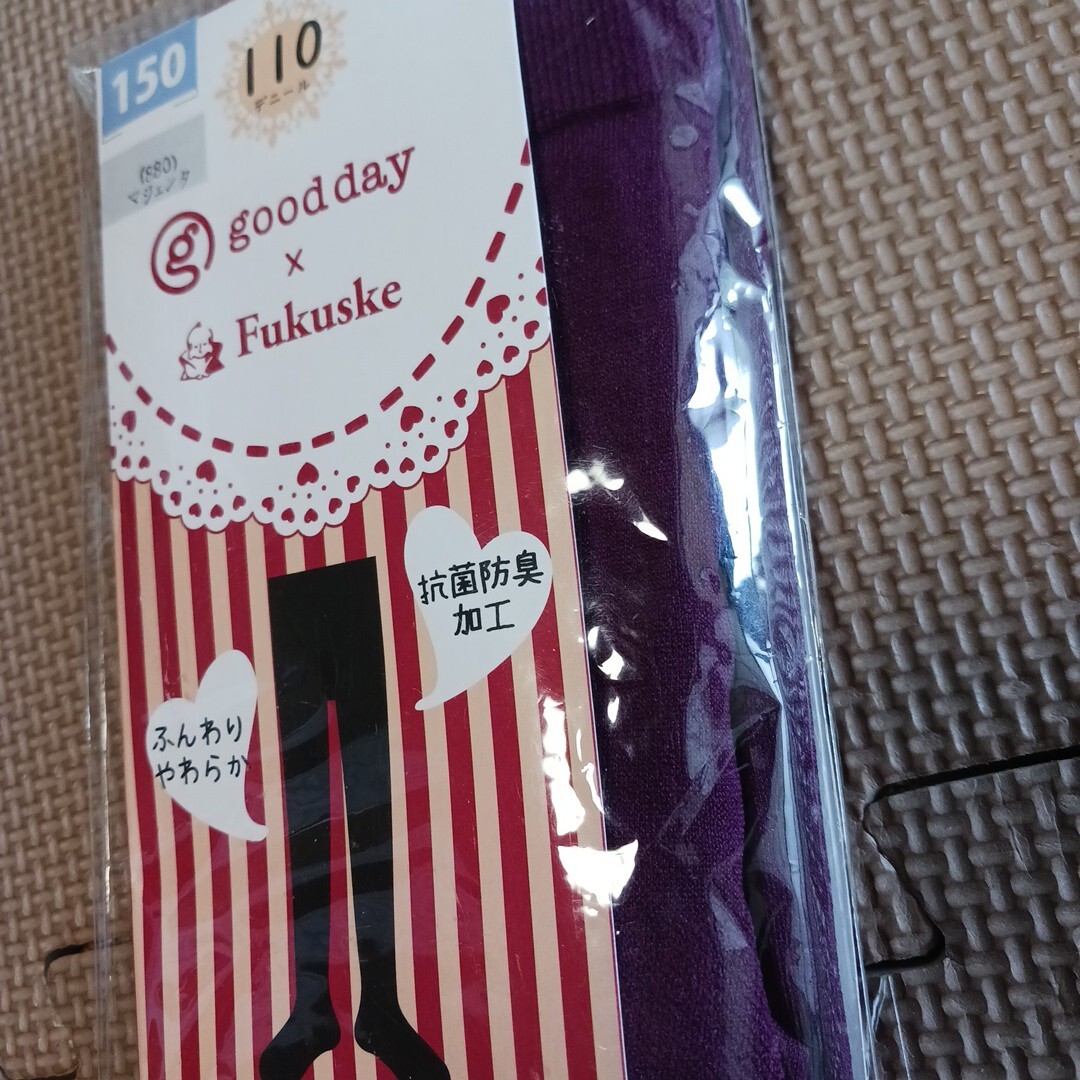 150
110
デニール
(880)
マジェンタ
g good day
×
Fukuske
抗菌防臭
加工
ふんわり
やわらか